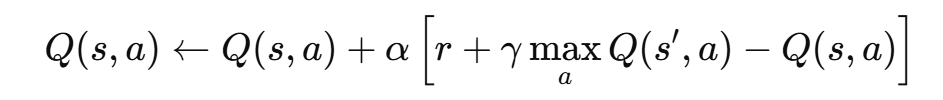 Q(s, a) ← Q(s, a) + α [r + γ max_a Q(s′, a) − Q(s, a)]